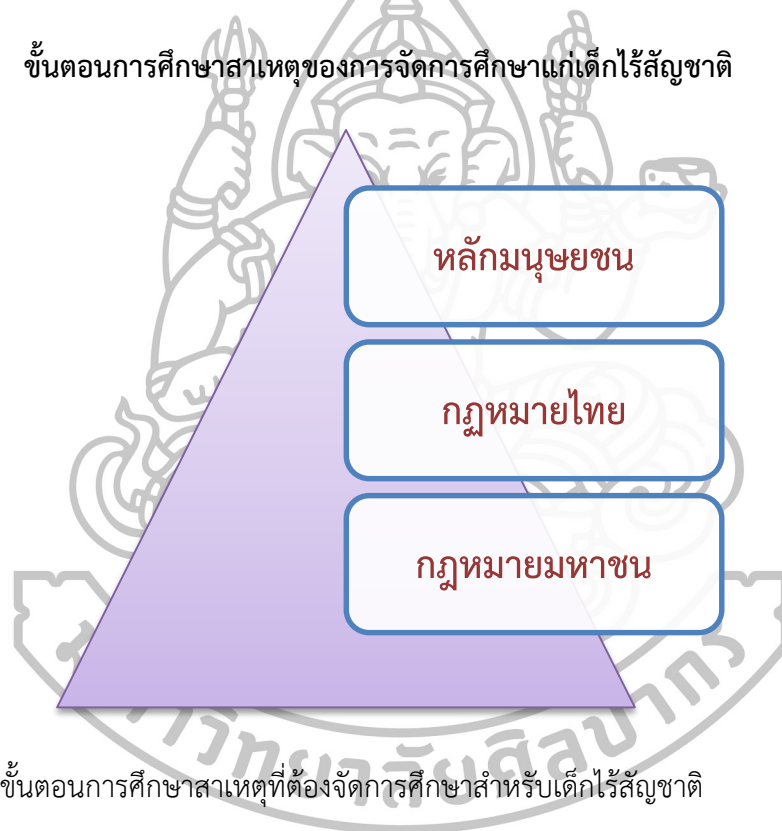 ขั้นตอนการศึกษาสาเหตุของการจัดการศึกษาแก่เด็กไร้สัญชาติ
หลักมนุษยชน
กฏหมายไทย
กฎหมายมหาชน
ขั้นตอนการศึกษาสาเหตุที่ต้องจัดการศึกษาสำหรับเด็กไร้สัญชาติ